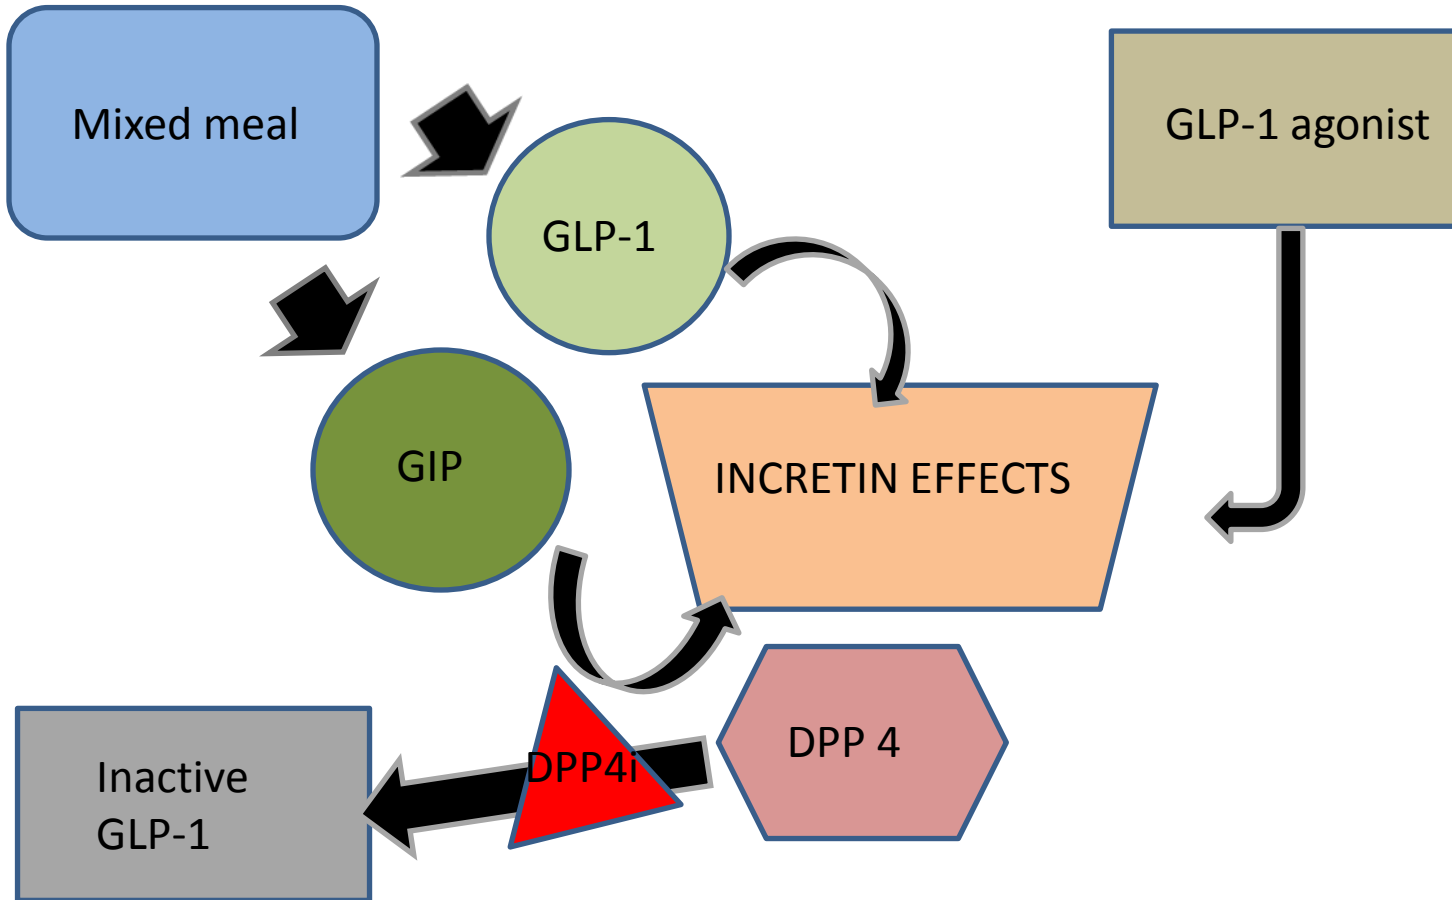 Mixed meal
GLP-1 agonist
GLP-1
GIP
INCRETIN EFFECTS
DPP 4
DPP4i
Inactive
GLP-1